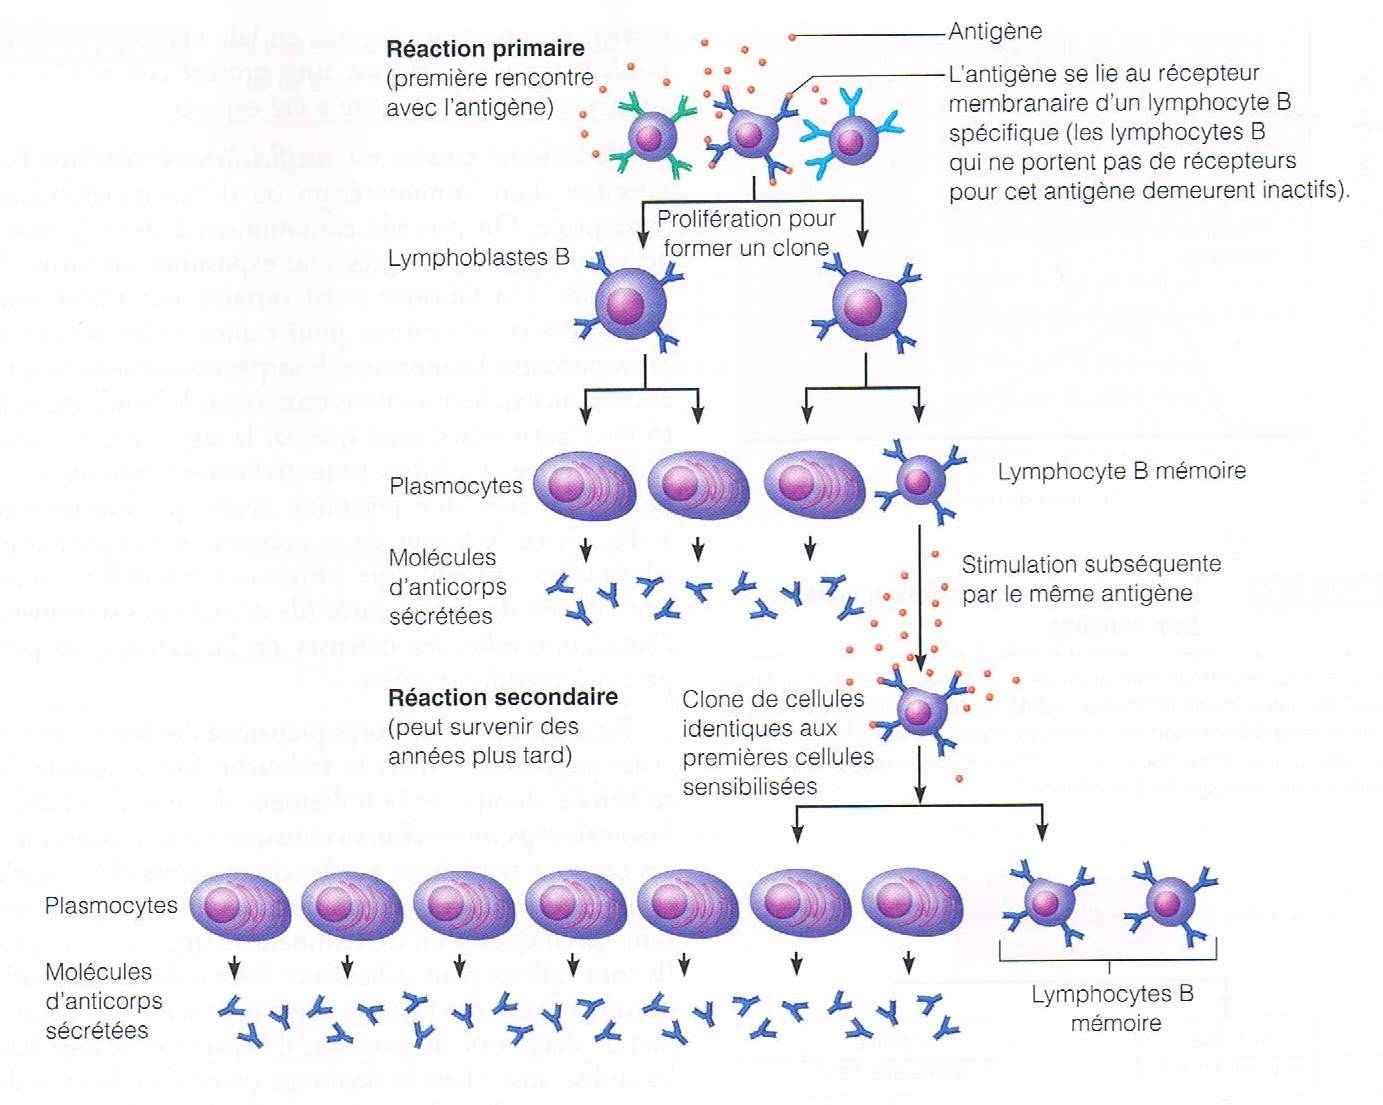 Réaction primaire
(première rencontre
avec l'antigène)
Antigène
L'antigène se lie au récepteur
membranaire d'un lymphocyte B
spécifique (les lymphocytes B
qui ne portent pas de récepteurs
pour cet antigène demeurent inactifs).
Prolifération pour
former un clone
Lymphoblastes B
Plasmocytes
Lymphocyte B mémoire
Molécules
d'anticorps
sécrétées
Stimulation subséquente
par le même antigène
Réaction secondaire
(peut survenir des
années plus tard)
Clone de cellules
identiques aux
premières cellules
sensibilisées
Plasmocytes
Molécules
d'anticorps
sécrétées
Lymphocytes B
mémoire